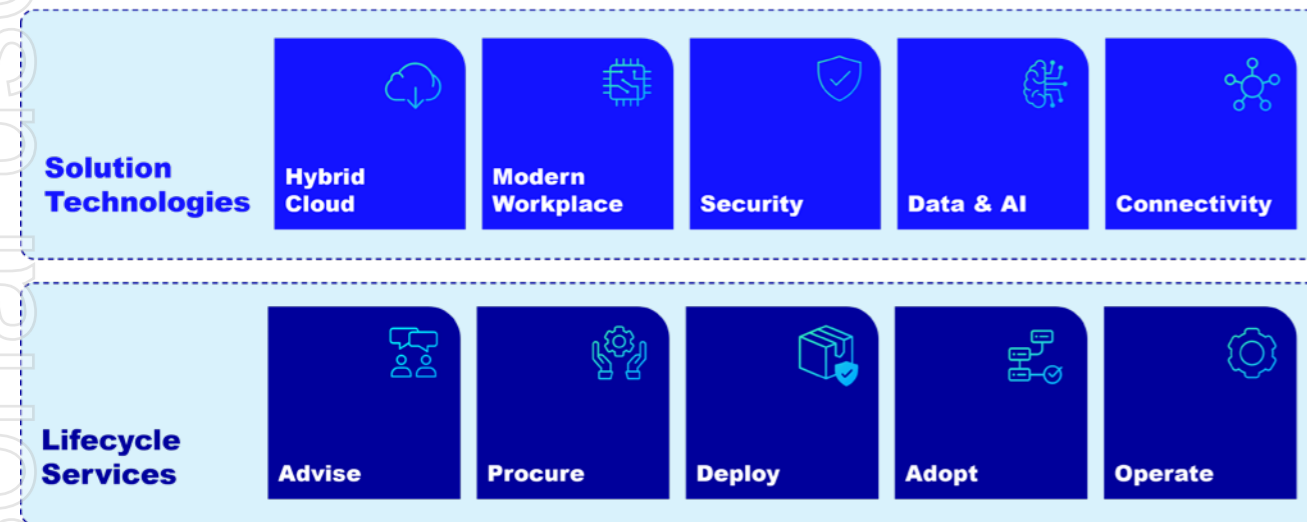 Solution
Technologies
Hybrid
Cloud
Modern
Workplace
Security
Data & AI
Connectivity
Lifecycle
Services
Advise
Procure
Deploy
Adopt
Operate